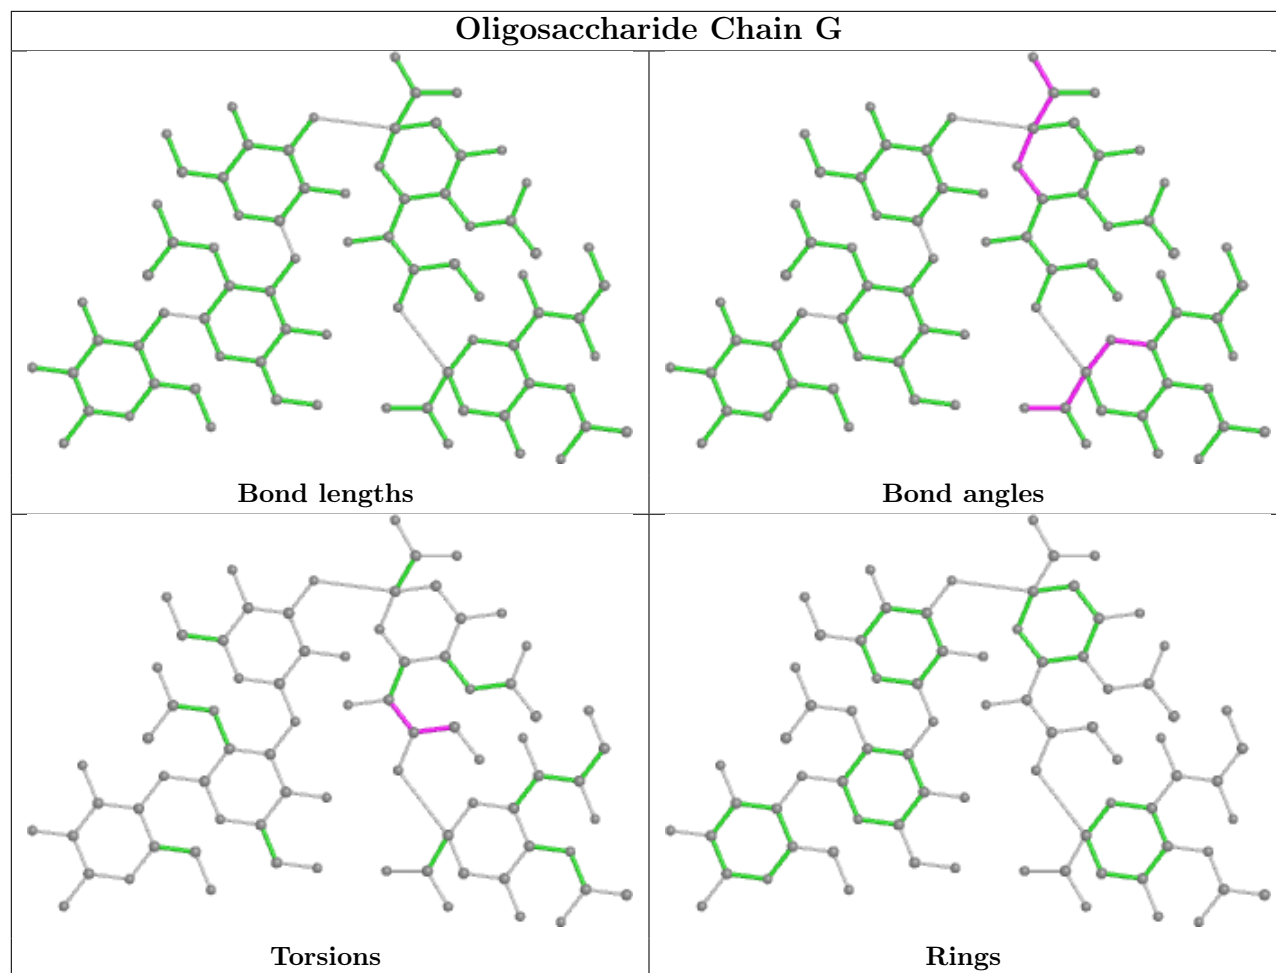 Oligosaccharide Chain G
Bond lengths
Bond angles
Torsions
Rings